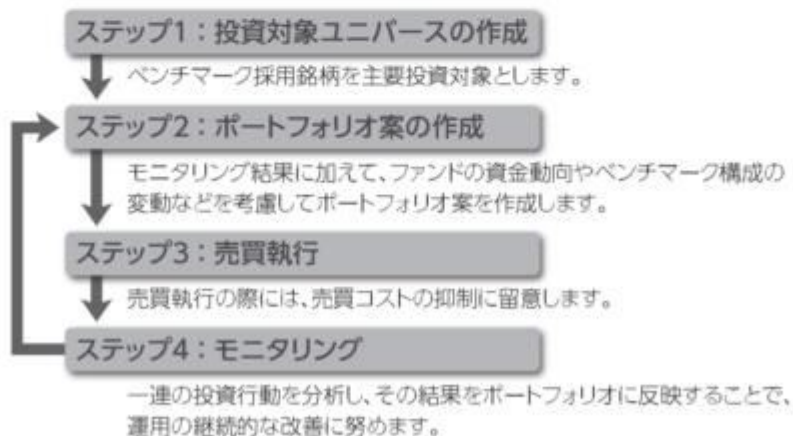 ステップ1：投資対象ユニバースの作成
ベンチマーク採用銘柄を主要投資対象とします。
ステップ2：ポートフォリオ案の作成
モニタリング結果に加えて、ファンドの資金動向やベンチマーク構成の
変動などを考慮してポートフォリオ案を作成します。
ステップ3：売買執行
売買執行の際には、売買コストの抑制に留意します。
ステップ4：モニタリング
一連の投資行動を分析し、その結果をポートフォリオに反映することで、
運用の継続的な改善に努めます。